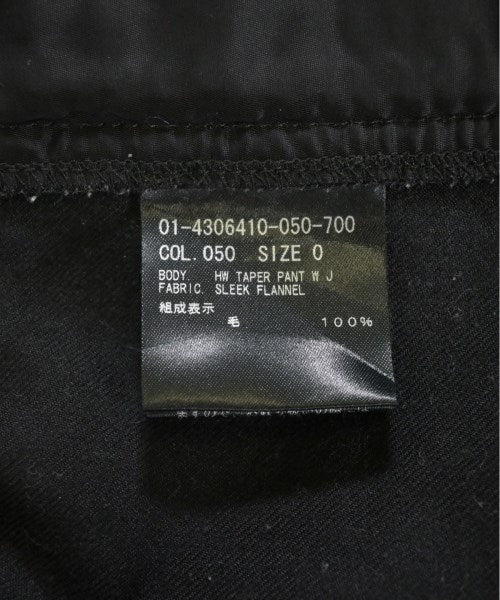 01-4306410-050-700
COL. 050 SIZE 0
BODY. HW TAPER PANT W J
FABRIC. SLEEK FLANNEL
組成表示
毛 100%